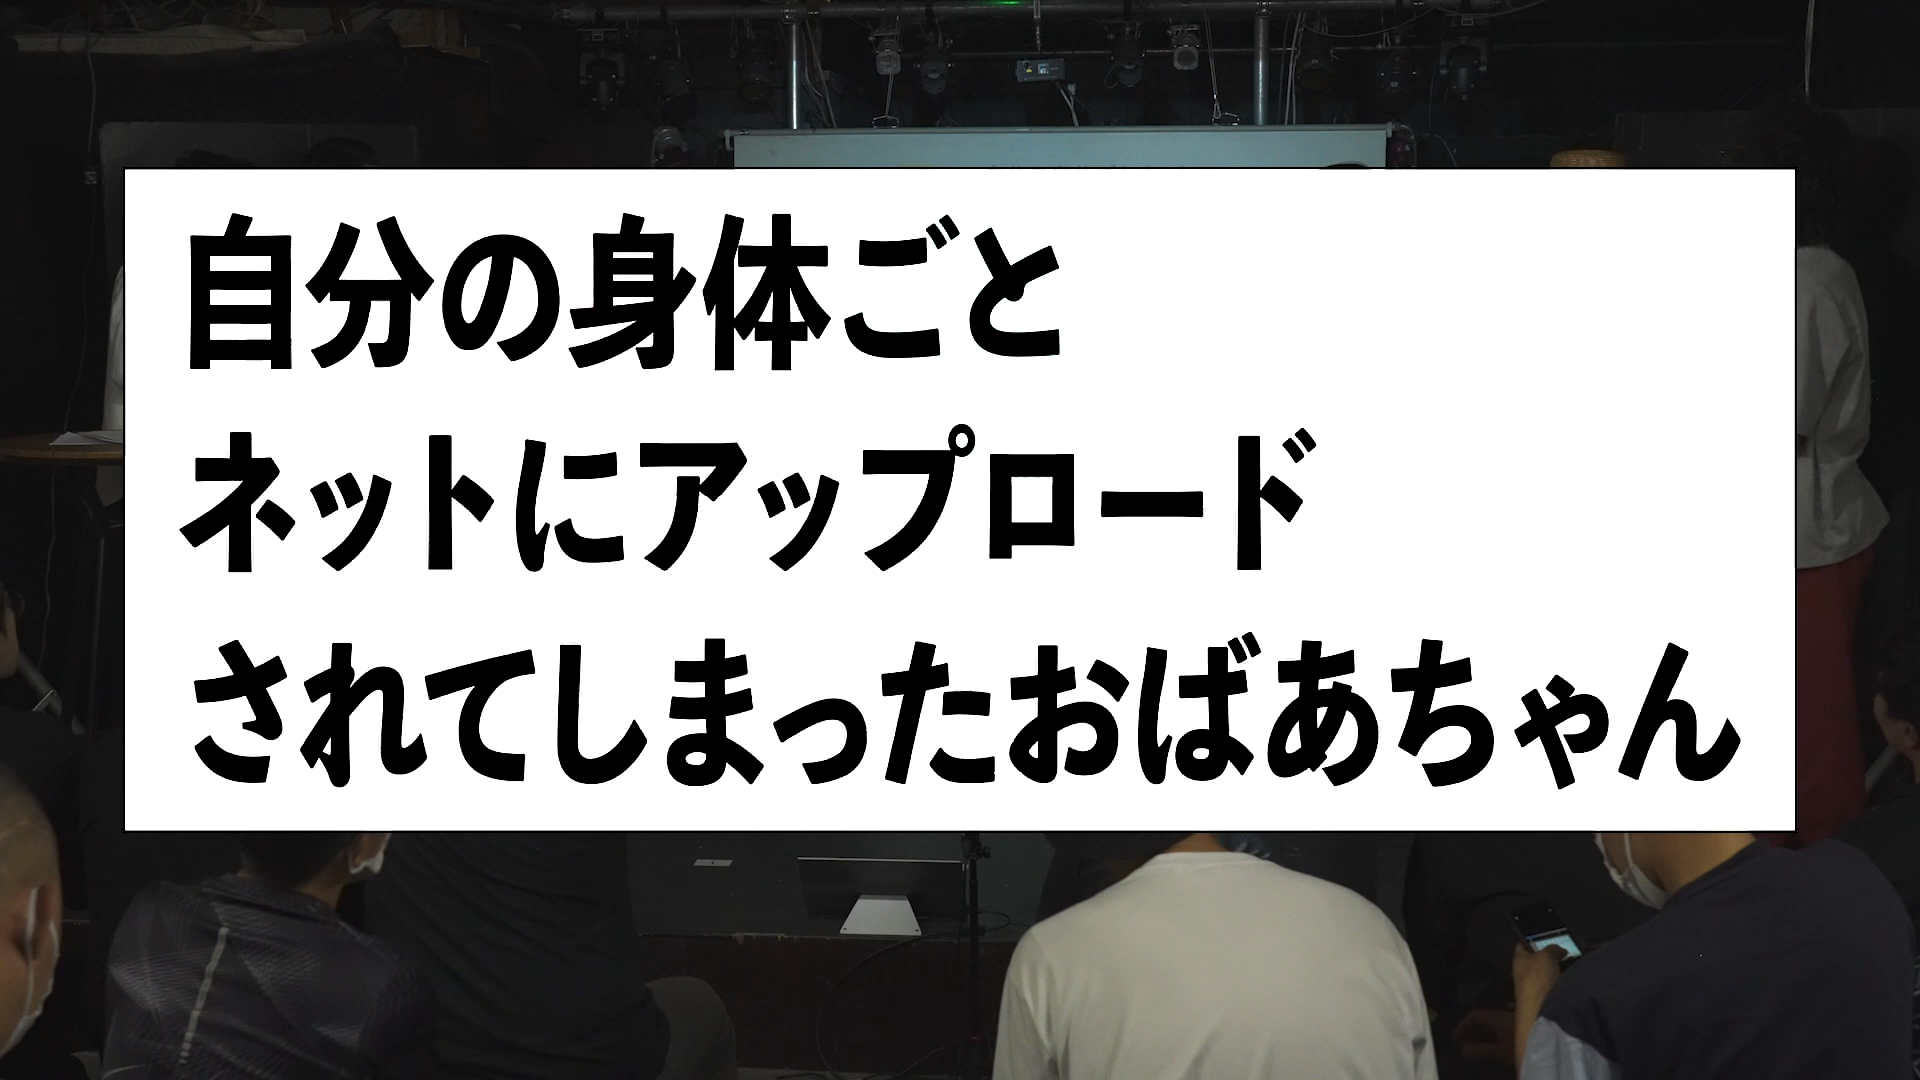 自分の身体ごと
ネットにアップロード
されてしまったおばあちゃん